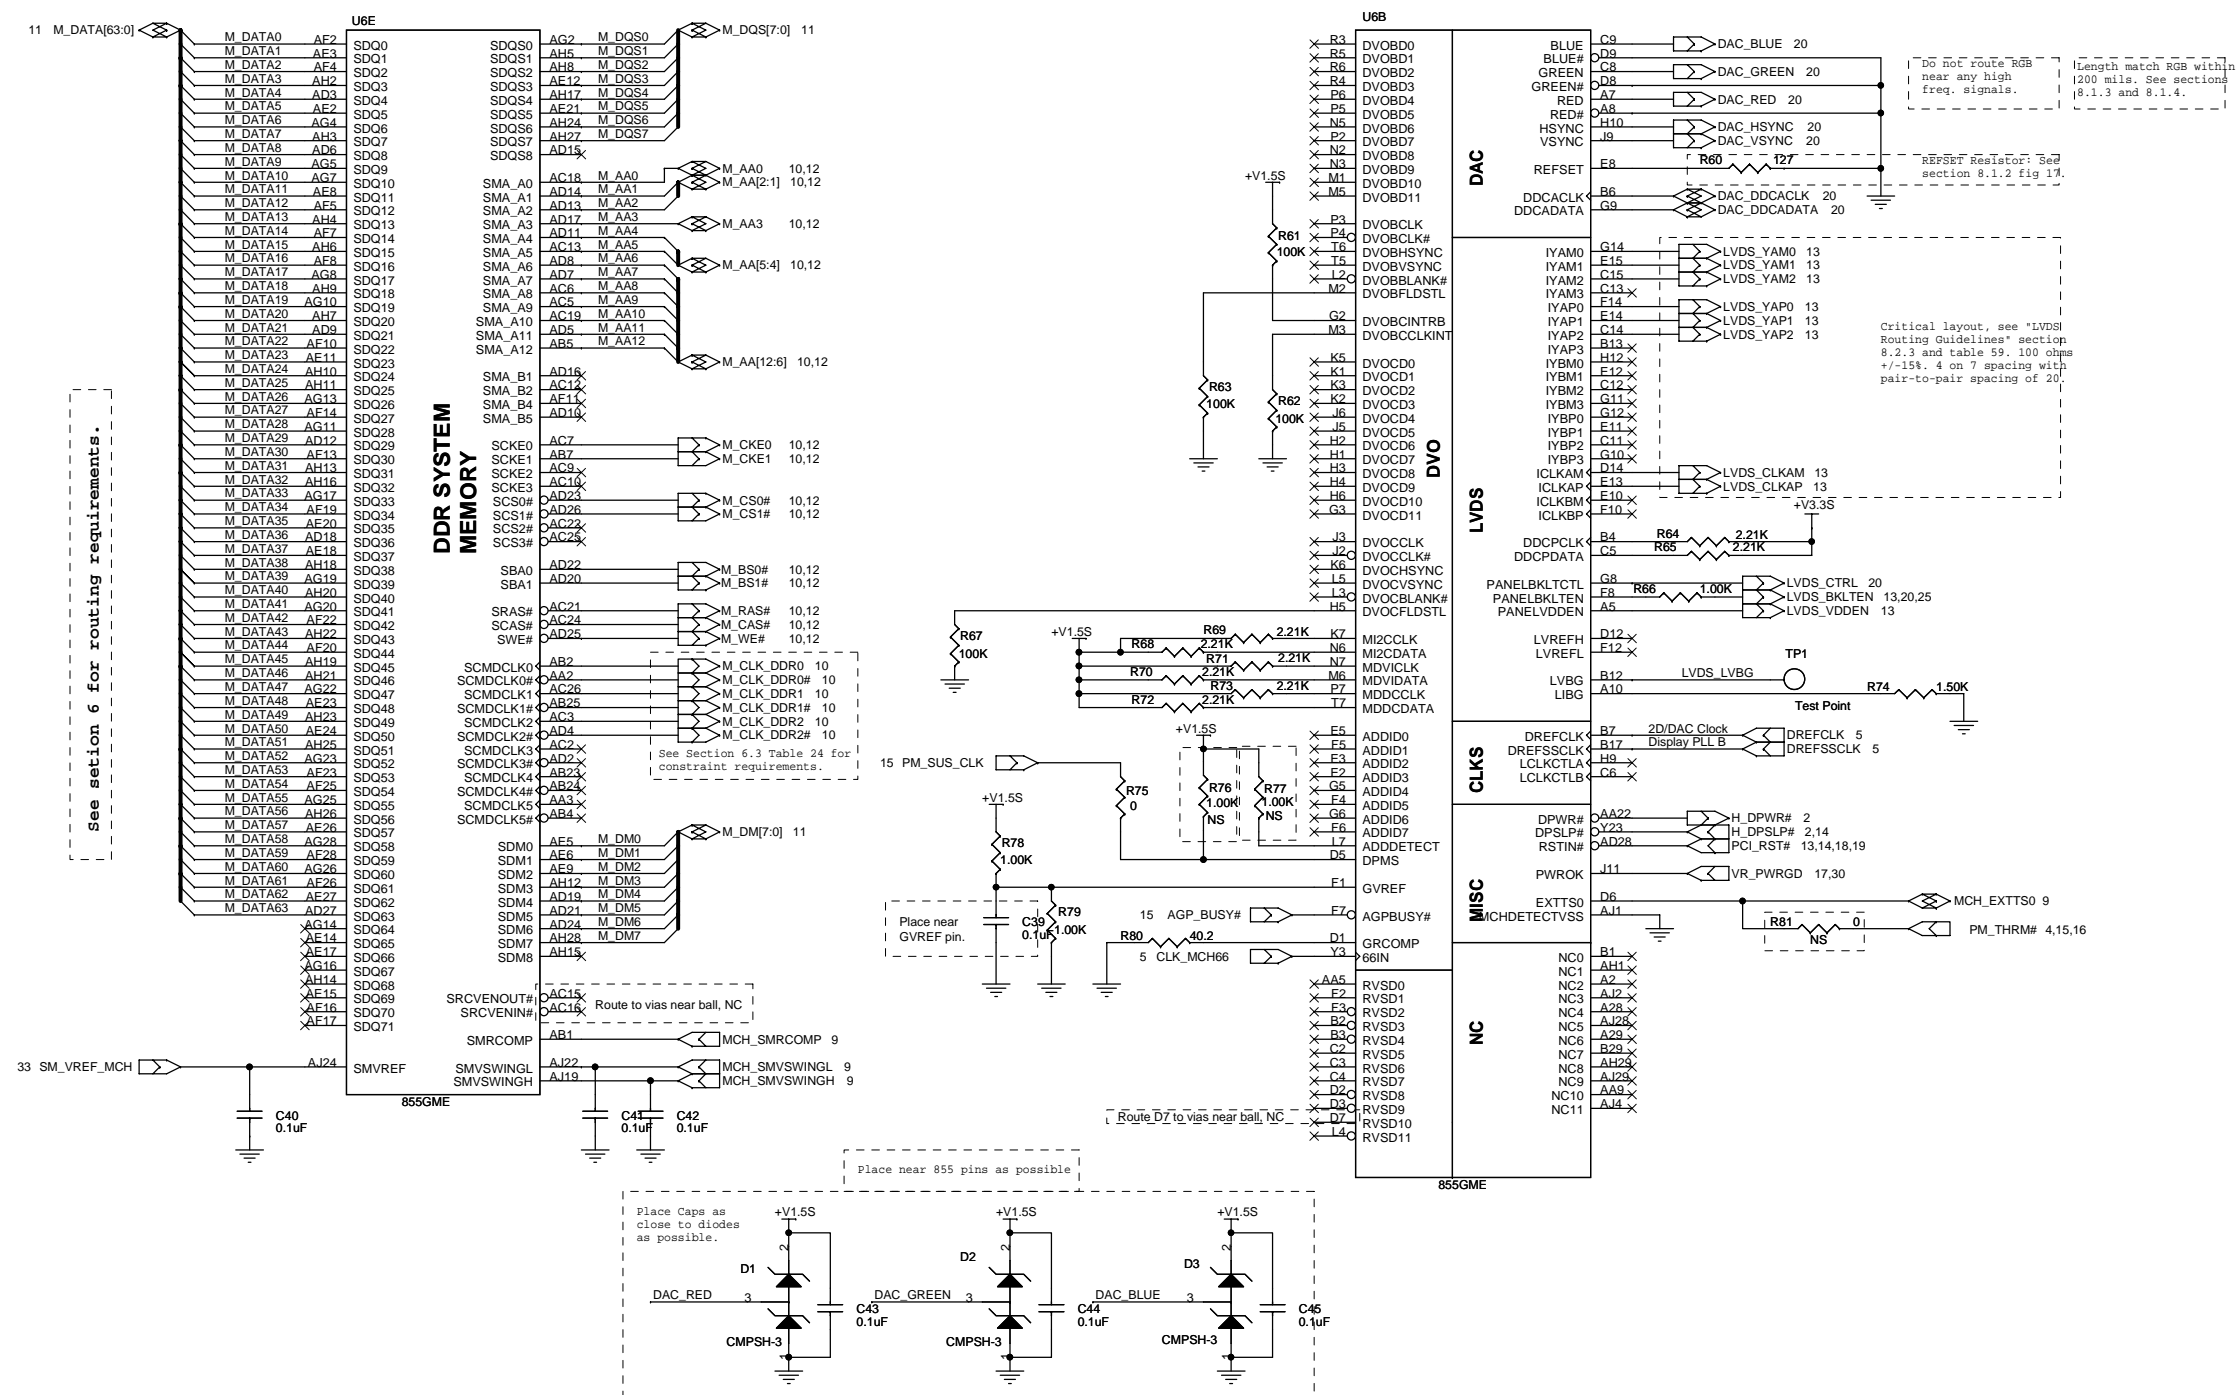 U6E
11 M_DATA[63:0]
M_DATA0 AF2 SDQ0
M_DATA1 AF3 SDQ1
M_DATA2 AF4 SDQ2
M_DATA3 AH2 SDQ3
M_DATA4 AD3 SDQ4
M_DATA5 AE2 SDQ5
M_DATA6 AG4 SDQ6
M_DATA7 AH3 SDQ7
M_DATA8 AD6 SDQ8
M_DATA9 AG5 SDQ9
M_DATA10 AG7 SDQ10
M_DATA11 AE8 SDQ11
M_DATA12 AF5 SDQ12
M_DATA13 AH4 SDQ13
M_DATA14 AF7 SDQ14
M_DATA15 AH6 SDQ15
M_DATA16 AF8 SDQ16
M_DATA17 AG8 SDQ17
M_DATA18 AH9 SDQ18
M_DATA19 AG10 SDQ19
M_DATA20 AH7 SDQ20
M_DATA21 AD9 SDQ21
M_DATA22 AF10 SDQ22
M_DATA23 AE11 SDQ23
M_DATA24 AH10 SDQ24
M_DATA25 AH11 SDQ25
M_DATA26 AG13 SDQ26
M_DATA27 AF14 SDQ27
M_DATA28 AG11 SDQ28
M_DATA29 AD12 SDQ29
M_DATA30 AF13 SDQ30
M_DATA31 AH13 SDQ31
M_DATA32 AH16 SDQ32
M_DATA33 AG17 SDQ33
M_DATA34 AF19 SDQ34
M_DATA35 AE20 SDQ35
M_DATA36 AD18 SDQ36
M_DATA37 AE18 SDQ37
M_DATA38 AH18 SDQ38
M_DATA39 AG19 SDQ39
M_DATA40 AH20 SDQ40
M_DATA41 AG20 SDQ41
M_DATA42 AF22 SDQ42
M_DATA43 AH22 SDQ43
M_DATA44 AF20 SDQ44
M_DATA45 AH19 SDQ45
M_DATA46 AH21 SDQ46
M_DATA47 AG22 SDQ47
M_DATA48 AE23 SDQ48
M_DATA49 AH23 SDQ49
M_DATA50 AE24 SDQ50
M_DATA51 AH25 SDQ51
M_DATA52 AG23 SDQ52
M_DATA53 AF23 SDQ53
M_DATA54 AF25 SDQ54
M_DATA55 AG25 SDQ55
M_DATA56 AH26 SDQ56
M_DATA57 AE26 SDQ57
M_DATA58 AG28 SDQ58
M_DATA59 AF28 SDQ59
M_DATA60 AG26 SDQ60
M_DATA61 AF26 SDQ61
M_DATA62 AE27 SDQ62
M_DATA63 AD27 SDQ63
AG14 SDQ64
AE14 SDQ65
AE17 SDQ66
AG16 SDQ67
AH14 SDQ68
AE15 SDQ69
AF16 SDQ70
AF17 SDQ71
33 SM_VREF_MCH AJ24 SMVREF
C40
0.1uF
See setion 6 for routing requirements.
DDR SYSTEM
MEMORY
SDQS0 AG2 M_DQS0
M_DQS[7:0] 11
SDQS1 AH5 M_DQS1
SDQS2 AH8 M_DQS2
SDQS3 AE12 M_DQS3
SDQS4 AH17 M_DQS4
SDQS5 AE21 M_DQS5
SDQS6 AH24 M_DQS6
SDQS7 AH27 M_DQS7
SDQS8 AD15
SMA_A0 AC18 M_AA0
M_AA0 10,12
SMA_A1 AD14 M_AA1
M_AA[2:1] 10,12
SMA_A2 AD13 M_AA2
SMA_A3 AD17 M_AA3
M_AA3 10,12
SMA_A4 AD11 M_AA4
SMA_A5 AC13 M_AA5
M_AA[5:4] 10,12
SMA_A6 AD8 M_AA6
SMA_A7 AD7 M_AA7
SMA_A8 AC6 M_AA8
SMA_A9 AC5 M_AA9
SMA_A10 AC19 M_AA10
SMA_A11 AD5 M_AA11
SMA_A12 AB5 M_AA12
M_AA[12:6] 10,12
SMA_B1 AD16
SMA_B2 AC12
SMA_B4 AF11
SMA_B5 AD10
SCKE0 AC7 M_CKE0 10,12
SCKE1 AB7 M_CKE1 10,12
SCKE2 AC9
SCKE3 AC10
SCS0# AD23 M_CS0# 10,12
SCS1# AD26 M_CS1# 10,12
SCS2# AC22
SCS3# AC25
SBA0 AD22 M_BS0# 10,12
SBA1 AD20 M_BS1# 10,12
SRAS# AC21 M_RAS# 10,12
SCAS# AC24 M_CAS# 10,12
SWE# AD25 M_WE# 10,12
SCMDCLK0 AB2 M_CLK_DDR0 10
SCMDCLK0# AA2 M_CLK_DDR0# 10
SCMDCLK1 AC26 M_CLK_DDR1 10
SCMDCLK1# AB25 M_CLK_DDR1# 10
SCMDCLK2 AC3 M_CLK_DDR2 10
SCMDCLK2# AD4 M_CLK_DDR2# 10
SCMDCLK3 AC2
SCMDCLK3# AD2
SCMDCLK4 AB23
SCMDCLK4# AB24
SCMDCLK5 AA3
SCMDCLK5# AB4
See Section 6.3 Table 24 for
constraint requirements.
SDM0 AE5 M_DM0
M_DM[7:0] 11
SDM1 AE6 M_DM1
SDM2 AE9 M_DM2
SDM3 AH12 M_DM3
SDM4 AD19 M_DM4
SDM5 AD21 M_DM5
SDM6 AD24 M_DM6
SDM7 AH28 M_DM7
SDM8 AH15
SRCVENOUT# AC15
SRCVENIN# AC16
Route to vias near ball, NC
SMRCOMP AB1 MCH_SMRCOMP 9
SMVSWINGL AJ22 MCH_SMVSWINGL 9
SMVSWINGH AJ19 MCH_SMVSWINGH 9
855GME
C41
0.1uF
C42
0.1uF
U6B
R3 DVOBD0
R5 DVOBD1
R6 DVOBD2
R4 DVOBD3
P6 DVOBD4
P5 DVOBD5
N5 DVOBD6
P2 DVOBD7
N2 DVOBD8
N3 DVOBD9
M1 DVOBD10
M5 DVOBD11
P3 DVOBCLK
P4 DVOBCLK#
T6 DVOBHSYNC
T5 DVOBVSYNC
L2 DVOBBLANK#
M2 DVOBFLDSTL
G2 DVOBCINTRB
M3 DVOBCCLKINT
+V1.5S
R61
100K
R63
100K
R62
100K
K5 DVOCD0
K1 DVOCD1
K3 DVOCD2
K2 DVOCD3
J6 DVOCD4
J5 DVOCD5
H2 DVOCD6
H1 DVOCD7
H3 DVOCD8
H4 DVOCD9
H6 DVOCD10
G3 DVOCD11
J3 DVOCCLK
J2 DVOCCLK#
K6 DVOCHSYNC
L5 DVOCVSYNC
L3 DVOCBLANK#
H5 DVOCFLDSTL
R67
100K
+V1.5S
R69 2.21K K7 MI2CCLK
R68 2.21K N6 MI2CDATA
R71 2.21K N7 MDVICLK
R70 2.21K M6 MDVIDATA
R73 2.21K P7 MDDCCLK
R72 2.21K T7 MDDCDATA
E5 ADDID0
F5 ADDID1
E3 ADDID2
E2 ADDID3
G5 ADDID4
F4 ADDID5
G6 ADDID6
F6 ADDID7
L7 ADDDETECT
D5 DPMS
+V1.5S
15 PM_SUS_CLK
R75
0
R76
1.00K
NS
R77
1.00K
NS
+V1.5S
R78
1.00K
F1 GVREF
Place near
GVREF pin.
C39
0.1uF
R79
1.00K
15 AGP_BUSY# F7 AGPBUSY#
R80 40.2 D1 GRCOMP
5 CLK_MCH66 Y3 66IN
AA5 RVSD0
F2 RVSD1
F3 RVSD2
B2 RVSD3
B3 RVSD4
C2 RVSD5
C3 RVSD6
C4 RVSD7
D2 RVSD8
D3 RVSD9
D7 RVSD10
L4 RVSD11
Route D7 to vias near ball, NC
855GME
DVO
DAC
LVDS
CLKS
MISC
NC
BLUE C9 DAC_BLUE 20
BLUE# D9
GREEN C8 DAC_GREEN 20
GREEN# D8
RED A7 DAC_RED 20
RED# A8
HSYNC H10 DAC_HSYNC 20
VSYNC J9 DAC_VSYNC 20
REFSET E8 R60 127
DDCACLK B6 DAC_DDCACLK 20
DDCADATA G9 DAC_DDCADATA 20
Do not route RGB
near any high
freq. signals.
Length match RGB within
200 mils. See sections
8.1.3 and 8.1.4.
REFSET Resistor: See
section 8.1.2 fig 17.
IYAM0 G14 LVDS_YAM0 13
IYAM1 E15 LVDS_YAM1 13
IYAM2 C15 LVDS_YAM2 13
IYAM3 C13
IYAP0 F14 LVDS_YAP0 13
IYAP1 E14 LVDS_YAP1 13
IYAP2 C14 LVDS_YAP2 13
IYAP3 B13
IYBM0 H12
IYBM1 E12
IYBM2 C12
IYBM3 G11
IYBP0 G12
IYBP1 E11
IYBP2 C11
IYBP3 G10
ICLKAM D14 LVDS_CLKAM 13
ICLKAP E13 LVDS_CLKAP 13
ICLKBM E10
ICLKBP F10
Critical layout, see "LVDS
Routing Guidelines" section
8.2.3 and table 59. 100 ohms
+/-15%. 4 on 7 spacing with
pair-to-pair spacing of 20.
+V3.3S
DDCPCLK B4 R64 2.21K
DDCPDATA C5 R65 2.21K
PANELBKLTCTL G8 LVDS_CTRL 20
PANELBKLTEN F8 R66 1.00K LVDS_BKLTEN 13,20,25
PANELVDDEN A5 LVDS_VDDEN 13
LVREFH D12
LVREFL F12
LVBG B12 LVDS_LVBG TP1
LIBG A10 R74 1.50K
Test Point
DREFCLK B7 2D/DAC Clock DREFCLK 5
DREFSSCLK B17 Display PLL B DREFSSCLK 5
LCLKCTLA H9
LCLKCTLB C6
DPWR# AA22 H_DPWR# 2
DPSLP# Y23 H_DPSLP# 2,14
RSTIN# AD28 PCI_RST# 13,14,18,19
PWROK J11 VR_PWRGD 17,30
EXTTS0 D6 MCH_EXTTS0 9
MCHDETECTVSS AJ1
R81 0
NS
PM_THRM# 4,15,16
NC0 B1
NC1 AH1
NC2 A2
NC3 AJ2
NC4 A28
NC5 AJ28
NC6 A29
NC7 B29
NC8 AH29
NC9 AJ29
NC10 AA9
NC11 AJ4
Place near 855 pins as possible
Place Caps as
close to diodes
as possible.
+V1.5S
2
D1
DAC_RED 3
CMPSH-3
1
C43
0.1uF
+V1.5S
2
D2
DAC_GREEN 3
CMPSH-3
1
C44
0.1uF
+V1.5S
2
D3
DAC_BLUE 3
CMPSH-3
1
C45
0.1uF